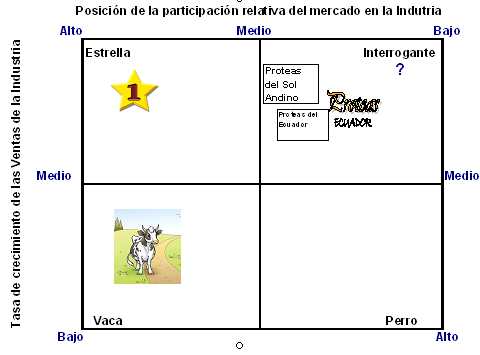 Posición de la participación relativa del mercado en la Indutria
Alto
Medio
Bajo
Tasa de crecimiento de las Ventas de la Industria
Estrella
Interrogante
?
1
Proteas
del Sol
Andino
Proteas del
Ecuador
Proteas
ECUADOR
Medio
Medio
Vaca
Perro
Bajo
Alto